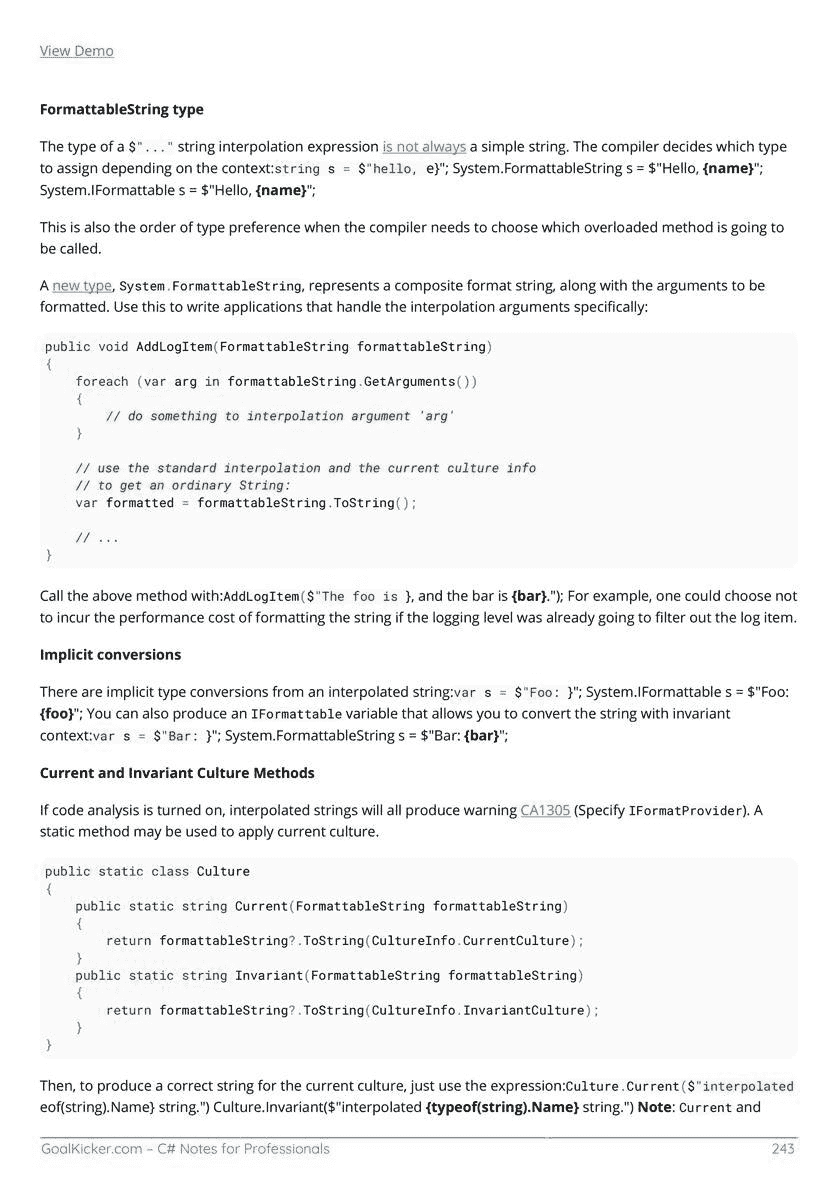 View Demo
FormattableString type
The type of a $"..." string interpolation expression is not always a simple string. The compiler decides which type
to assign depending on the context:string s = $"hello, e}"; System.FormattableString s = $"Hello, {name}";
System.IFormattable s = $"Hello, {name}";
This is also the order of type preference when the compiler needs to choose which overloaded method is going to
be called.
A new type, System.FormattableString, represents a composite format string, along with the arguments to be
formatted. Use this to write applications that handle the interpolation arguments specifically:
public void AddLogItem(FormattableString formattableString)
{
    foreach (var arg in formattableString.GetArguments())
    {
        // do something to interpolation argument 'arg'
    }
    // use the standard interpolation and the current culture info
    // to get an ordinary String:
    var formatted = formattableString.ToString();
    // ...
}
Call the above method with:AddLogItem($"The foo is }, and the bar is {bar}."); For example, one could choose not
to incur the performance cost of formatting the string if the logging level was already going to filter out the log item.
Implicit conversions
There are implicit type conversions from an interpolated string:var s = $"Foo: }"; System.IFormattable s = $"Foo:
{foo}"; You can also produce an IFormattable variable that allows you to convert the string with invariant
context:var s = $"Bar: }"; System.FormattableString s = $"Bar: {bar}";
Current and Invariant Culture Methods
If code analysis is turned on, interpolated strings will all produce warning CA1305 (Specify IFormatProvider). A
static method may be used to apply current culture.
public static class Culture
{
    public static string Current(FormattableString formattableString)
    {
        return formattableString?.ToString(CultureInfo.CurrentCulture);
    }
    public static string Invariant(FormattableString formattableString)
    {
        return formattableString?.ToString(CultureInfo.InvariantCulture);
    }
}
Then, to produce a correct string for the current culture, just use the expression:Culture.Current($"interpolated
eof(string).Name} string.") Culture.Invariant($"interpolated {typeof(string).Name} string.") Note: Current and
GoalKicker.com – C# Notes for Professionals 243